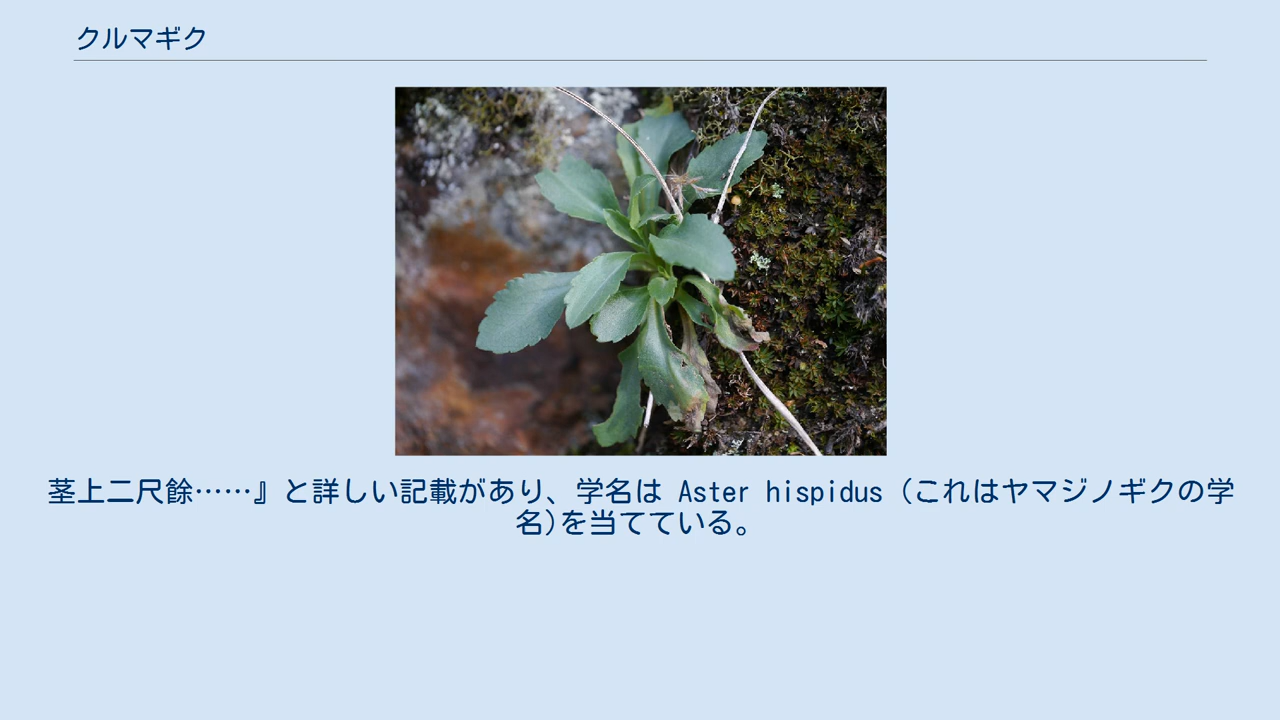 クルマギク
茎上二尺餘……』と詳しい記載があり、学名は Aster hispidus (これはヤマジノギクの学
名)を当てている。